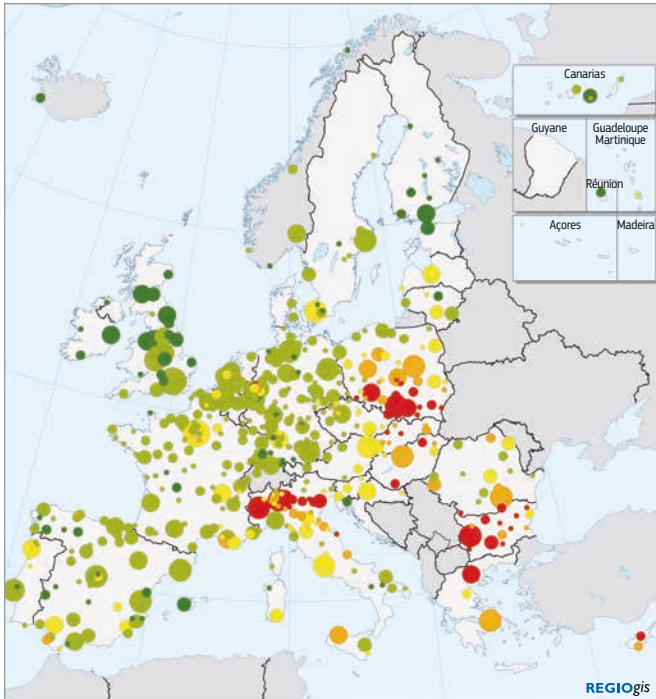 Canarias
Guyane
Guadeloupe
Martinique
Réunion
Açores
Madeira
REGIOgis